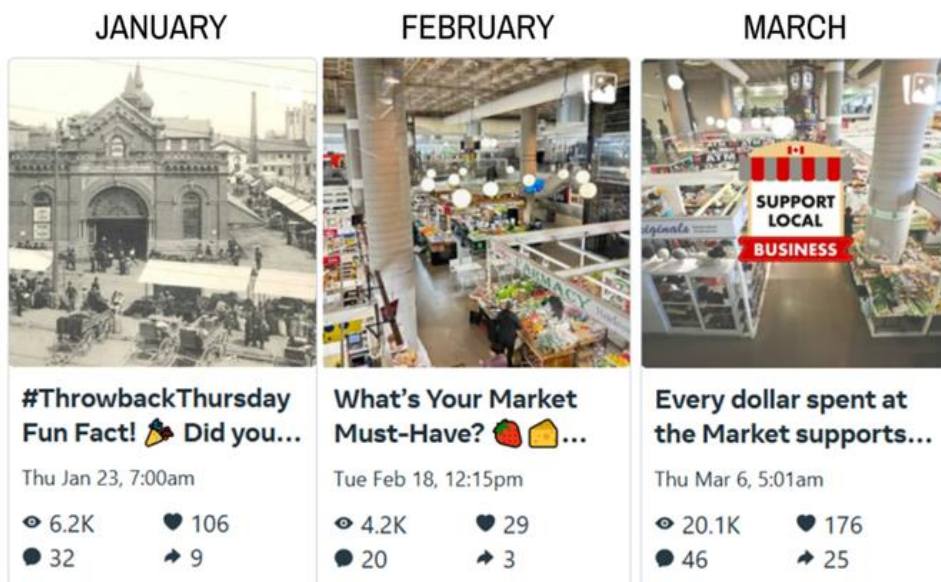 JANUARY
FEBRUARY
MARCH
SUPPORT
LOCAL
BUSINESS
#ThrowbackThursday
Fun Fact! 🎉 Did you...
Thu Jan 23, 7:00am
6.2K 106
32 9
What’s Your Market
Must-Have? 🍓 🧀...
Tue Feb 18, 12:15pm
4.2K 29
20 3
Every dollar spent at
the Market supports...
Thu Mar 6, 5:01am
20.1K 176
46 25